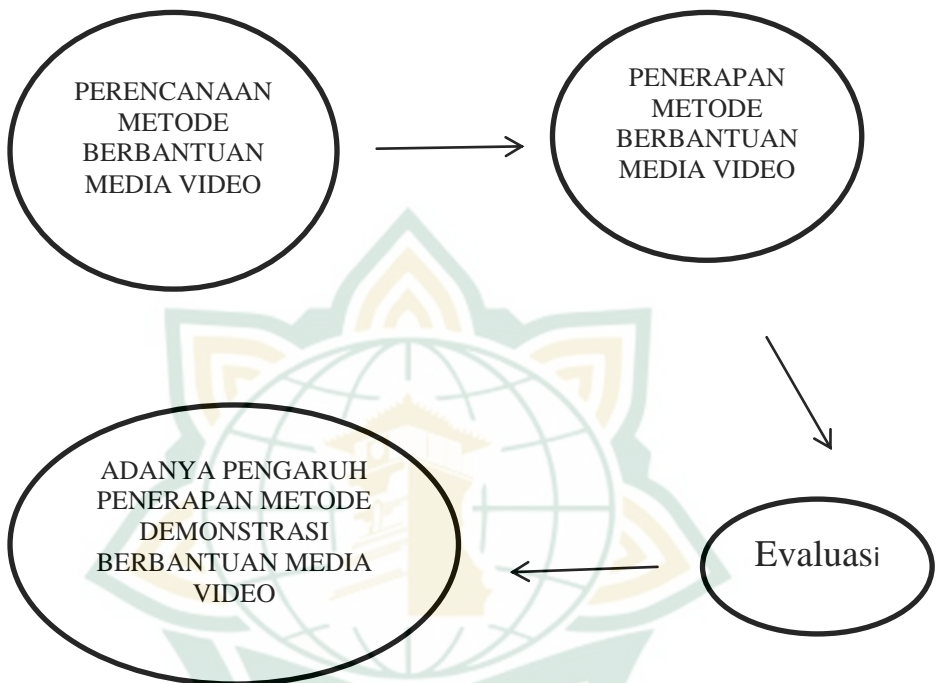 PERENCANAAN
METODE
BERBANTUAN
MEDIA VIDEO
PENERAPAN
METODE
BERBANTUAN
MEDIA VIDEO
Evaluasi
ADANYA PENGARUH
PENERAPAN METODE
DEMONSTRASI
BERBANTUAN MEDIA
VIDEO